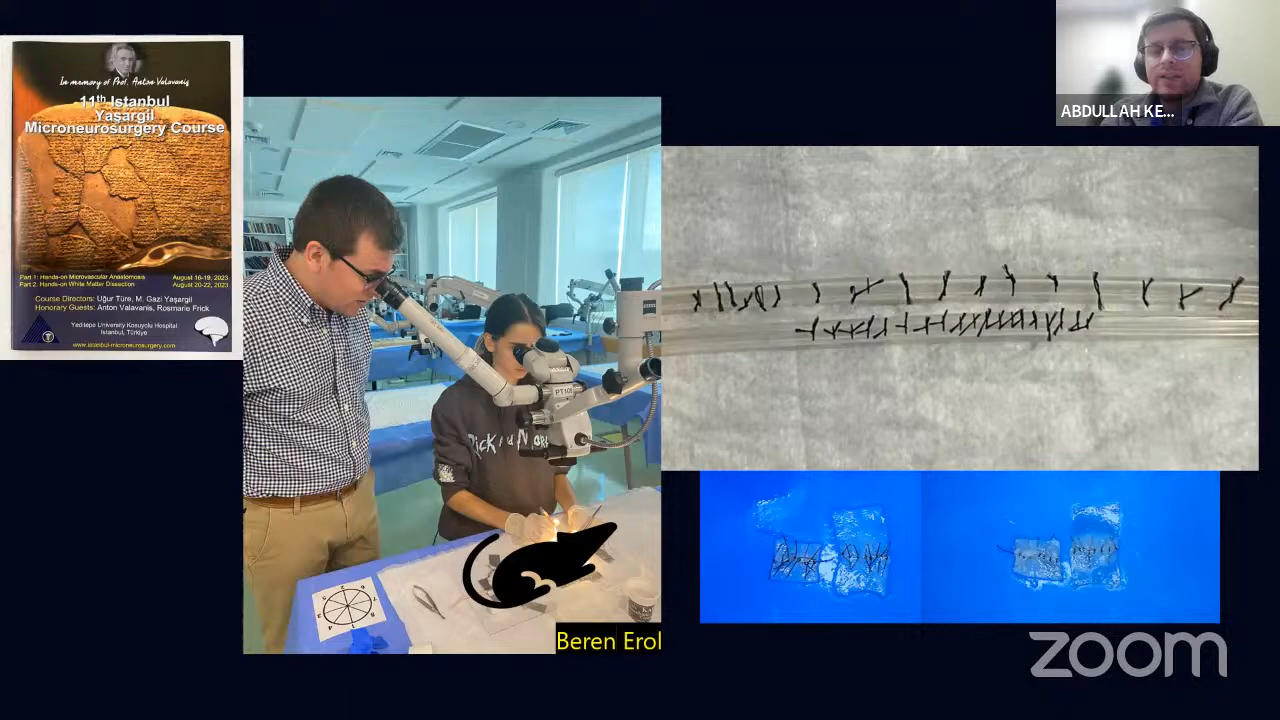 In memory of Prof. Anton Valavanis
11th Istanbul
Yaşargil
Microneurosurgery Course
Part 1: Hands-on Microvascular Anastomosis August 16-19, 2023
Part 2: Hands-on White Matter Dissection August 20-22, 2023
Course Directors: Uğur Türe, M. Gazi Yaşargil
Honorary Guests: Anton Valavanis, Rosmarie Frick
Yeditepe University Kosuyolu Hospital
Istanbul, Türkiye
www.istanbul-microneurosurgery.com
ABDULLAH KE...
ZEISS
Beren Erol
zoom